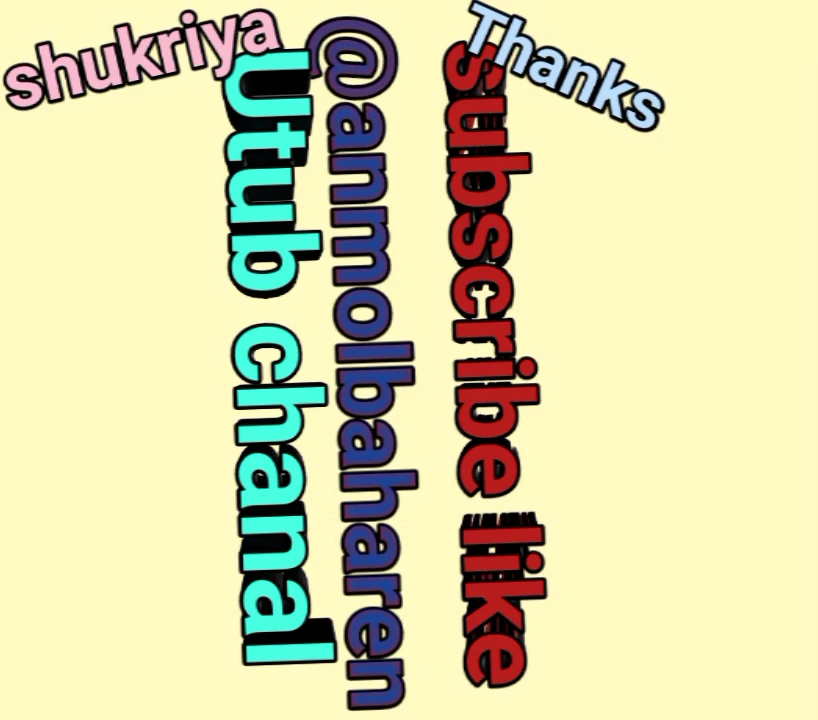 shukriya
Thanks
Subscribe like
@anmolbaharen
Utub chanal